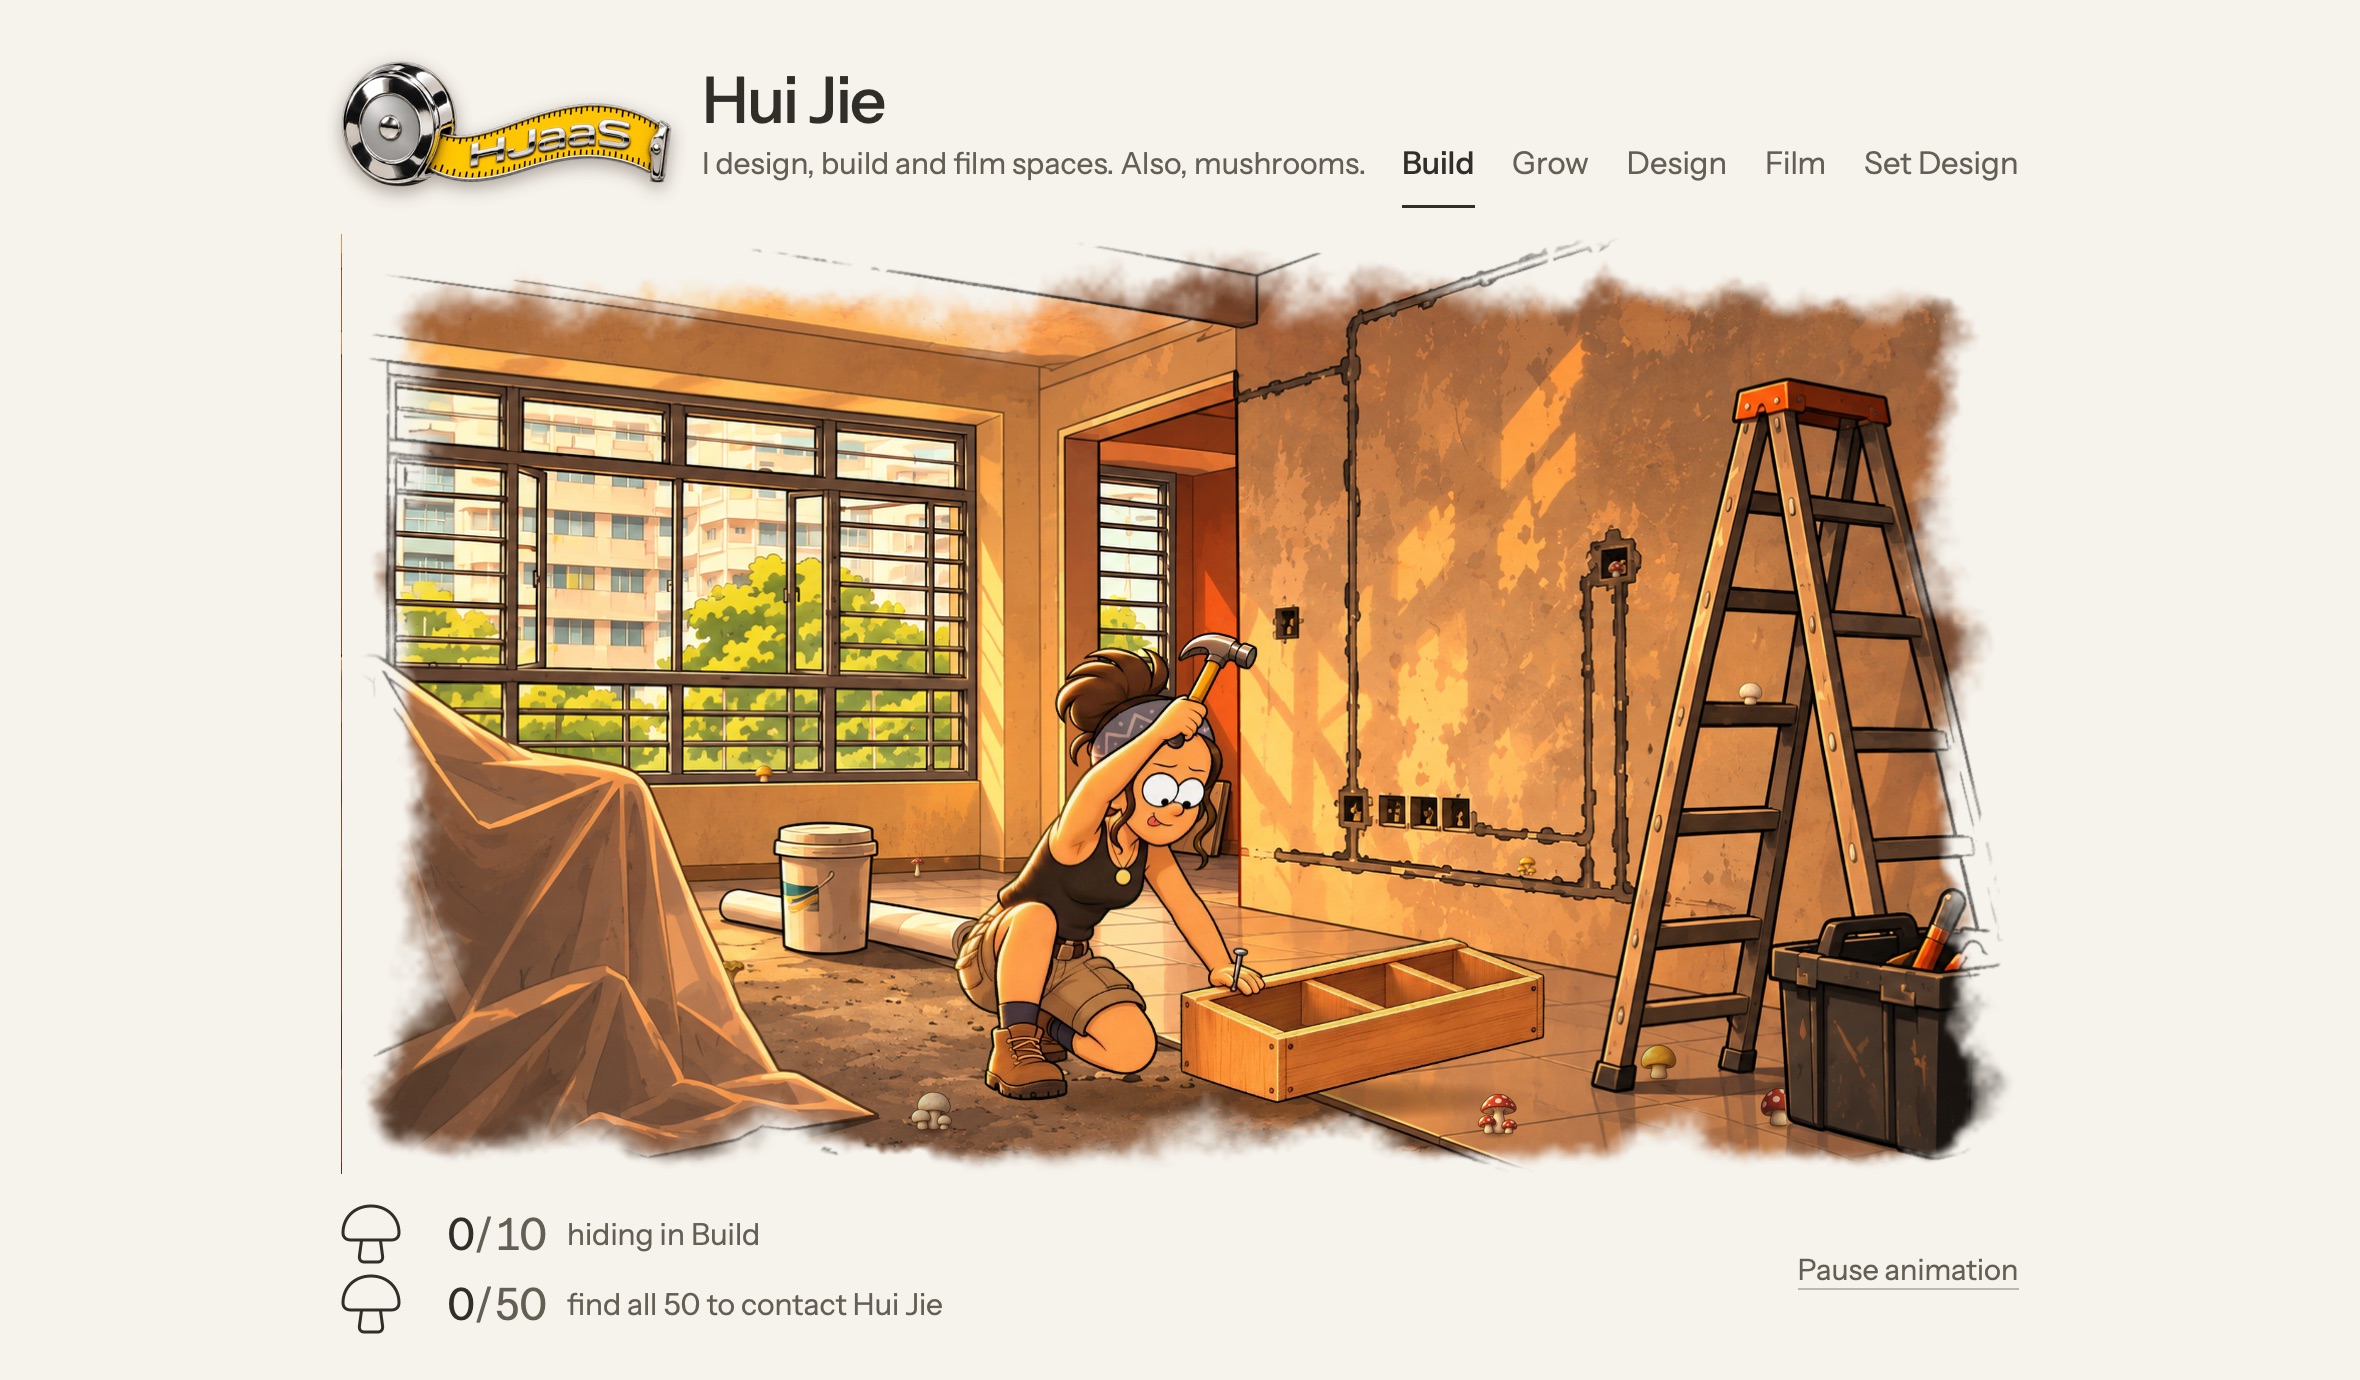 HJaaS
Hui Jie
I design, build and film spaces. Also, mushrooms.
Build Grow Design Film Set Design
0/10 hiding in Build
0/50 find all 50 to contact Hui Jie
Pause animation